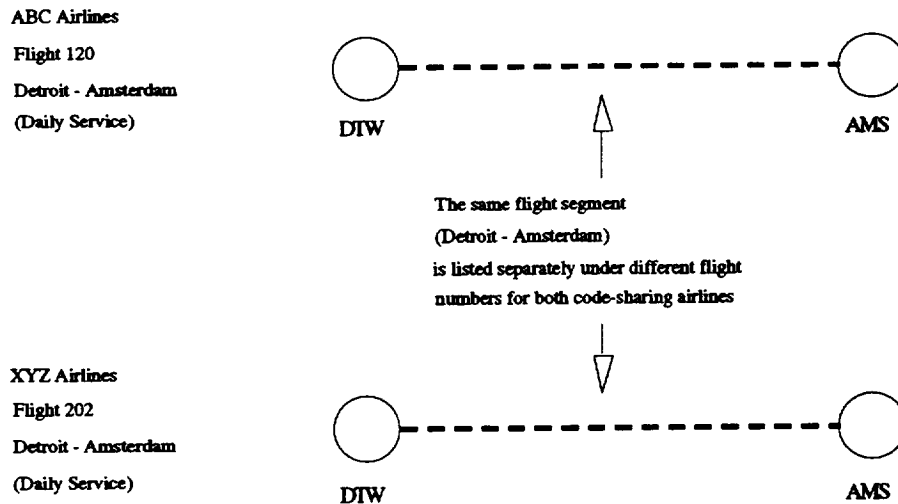 ABC Airlines
Flight 120
Detroit - Amsterdam
(Daily Service)
DTW
AMS
The same flight segment
(Detroit - Amsterdam)
is listed separately under different flight
numbers for both code-sharing airlines
XYZ Airlines
Flight 202
Detroit - Amsterdam
(Daily Service)
DTW
AMS